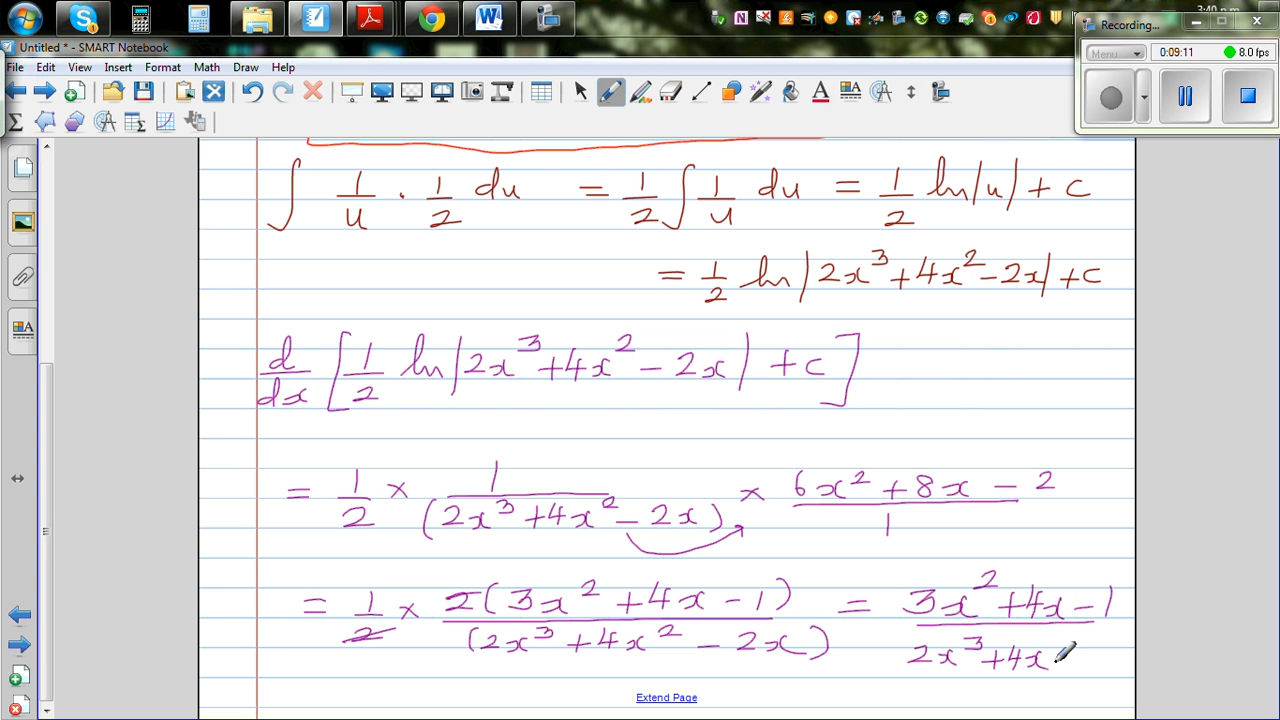 3:40 p.m.
Recording...
Untitled * - SMART Notebook
Menu 0:09:11 8.0 fps
File Edit View Insert Format Math Draw Help
∫ 1/u · 1/2 du = 1/2 ∫ 1/u du = 1/2 ln|u| + c
= 1/2 ln|2x³+4x²-2x| + c
d/dx [1/2 ln|2x³+4x²-2x| + c]
= 1/2 × 1/(2x³+4x²-2x) × 6x²+8x-2/1
= 1/2 × 2(3x²+4x-1)/(2x³+4x²-2x) = 3x²+4x-1/2x³+4x
Extend Page